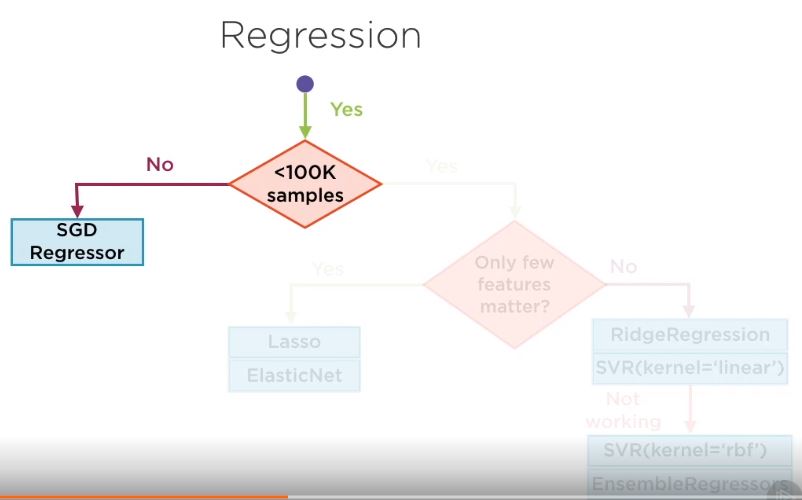 Regression
Yes
No
<100K
samples
Yes
SGD
Regressor
Only few
features
matter?
Yes
No
Lasso
ElasticNet
RidgeRegression
SVR(kernel=‘linear’)
Not
working
SVR(kernel=‘rbf’)
EnsembleRegressors